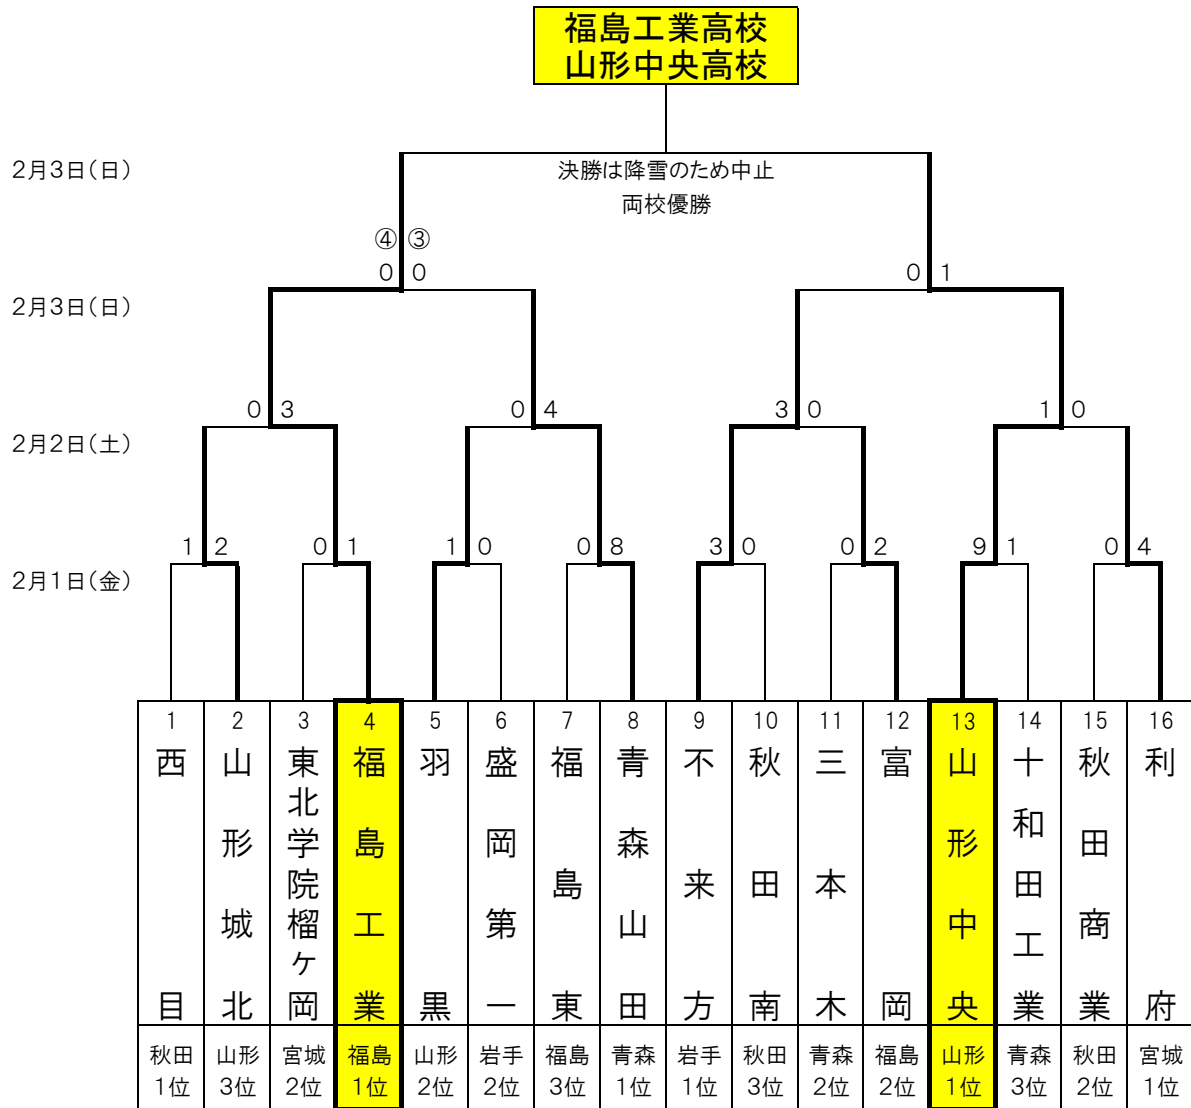 福島工業高校
山形中央高校
2月3日(日)
決勝は降雪のため中止
両校優勝
④ ③
0 0
0 1
2月3日(日)
0 3
0 4
3 0
1 0
2月2日(土)
1 2
0 1
1 0
0 8
3 0
0 2
9 1
0 4
2月1日(金)
1 2 3 4 5 6 7 8 9 10 11 12 13 14 15 16
西目
山形城北
東北学院榴ヶ岡
福島工業
羽黒
盛岡第一
福島東
青森山田
不来方
秋田南
三本木
富岡
山形中央
十和田工業
秋田商業
利府
秋田 山形 宮城 福島 山形 岩手 福島 青森 岩手 秋田 青森 福島 山形 青森 秋田 宮城
1位 3位 2位 1位 2位 2位 3位 1位 1位 3位 2位 2位 1位 3位 2位 1位